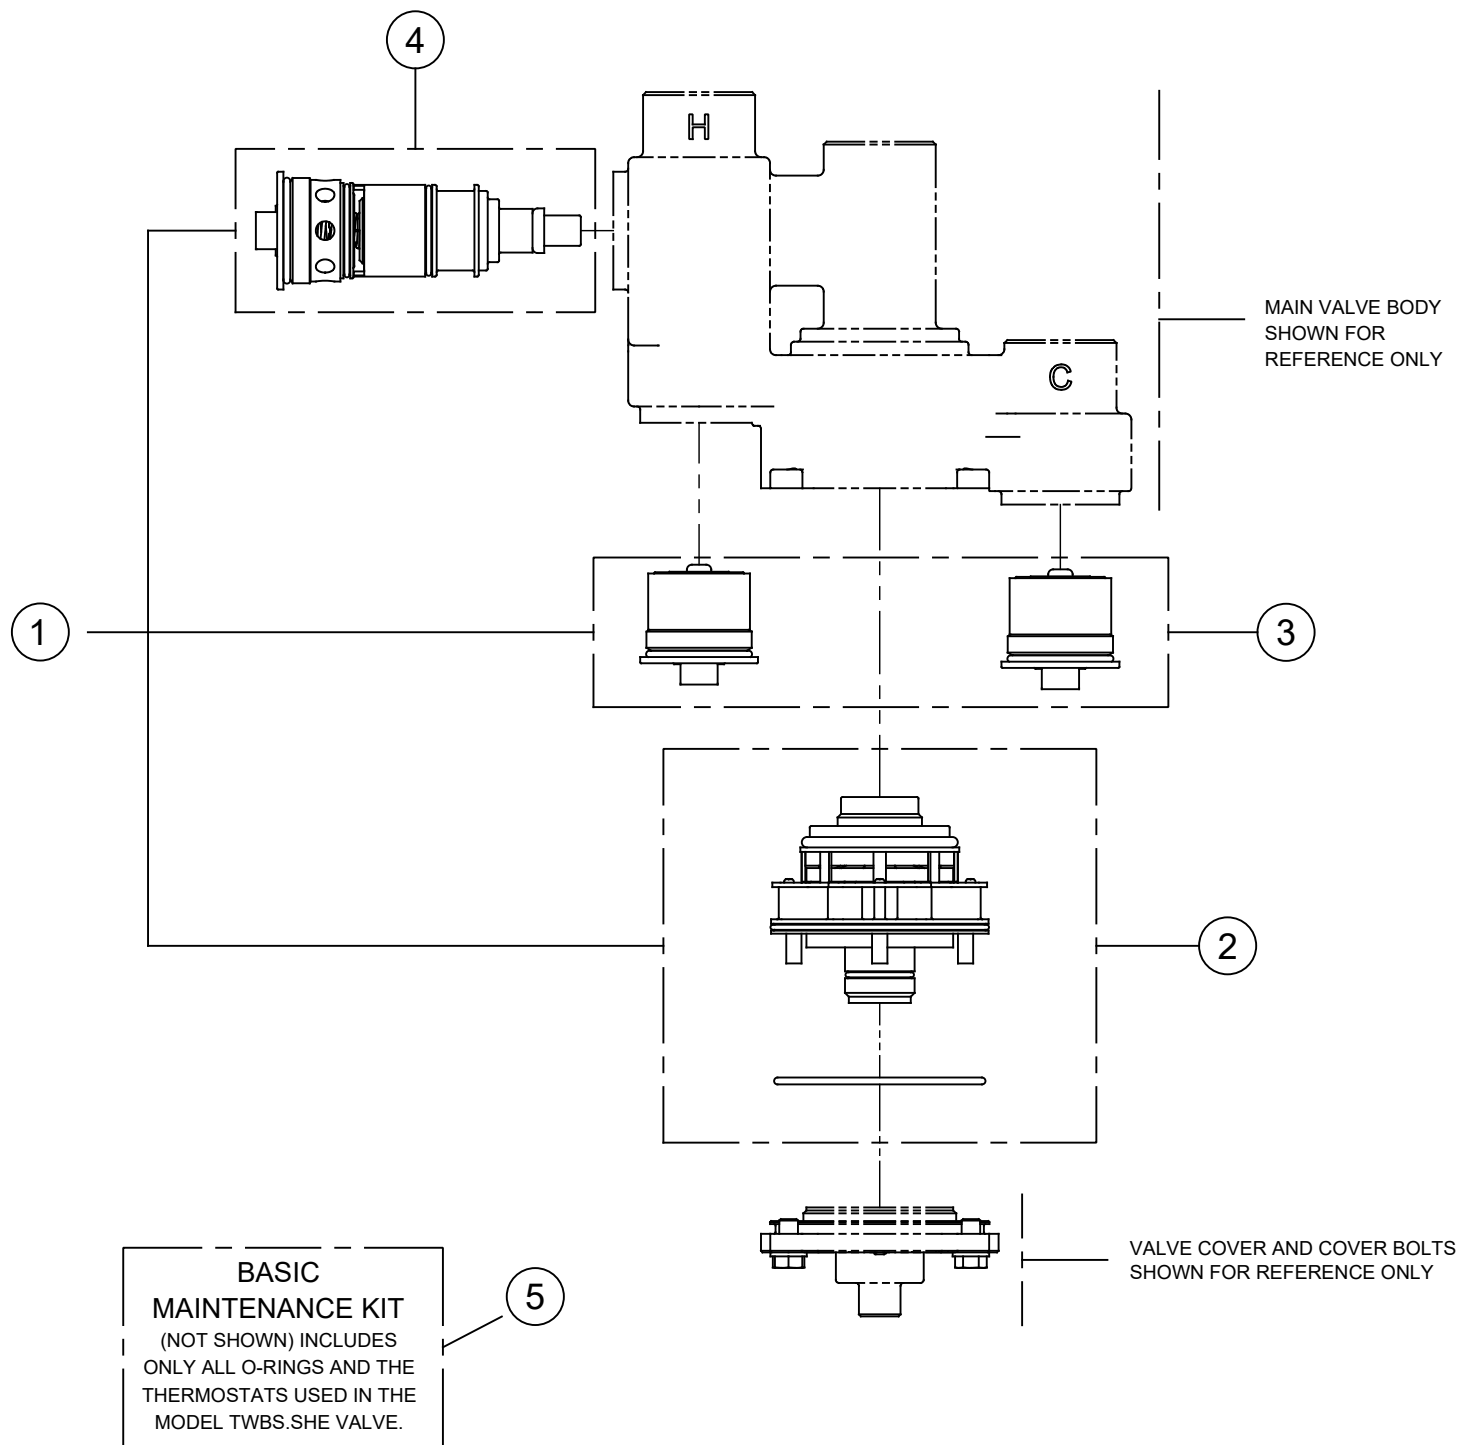 4
H
MAIN VALVE BODY
SHOWN FOR
REFERENCE ONLY
C
1
3
2
VALVE COVER AND COVER BOLTS
SHOWN FOR REFERENCE ONLY
BASIC
MAINTENANCE KIT
(NOT SHOWN) INCLUDES
ONLY ALL O-RINGS AND THE
THERMOSTATS USED IN THE
MODEL TWBS.SHE VALVE.
5